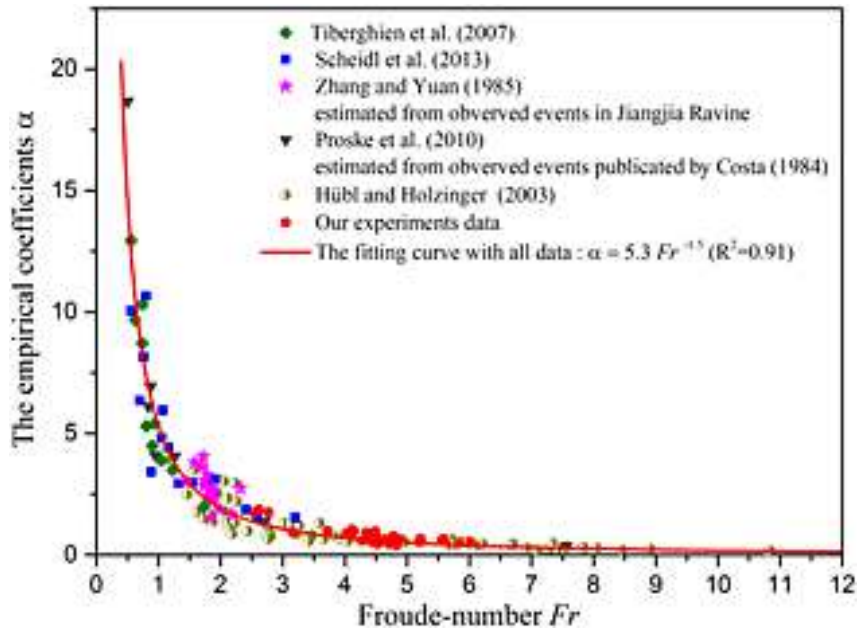 The empirical coefficients α
20
15
10
5
0
Tiberghien et al. (2007)
Scheidl et al. (2013)
Zhang and Yuan (1985)
estimated from obverved events in Jiangjia Ravine
Proske et al. (2010)
estimated from obverved events publicated by Costa (1984)
Hübl and Holzinger (2003)
Our experiments data
The fitting curve with all data : α = 5.3 Fr ⁻¹·⁵ (R²=0.91)
0 1 2 3 4 5 6 7 8 9 10 11 12
Froude-number Fr